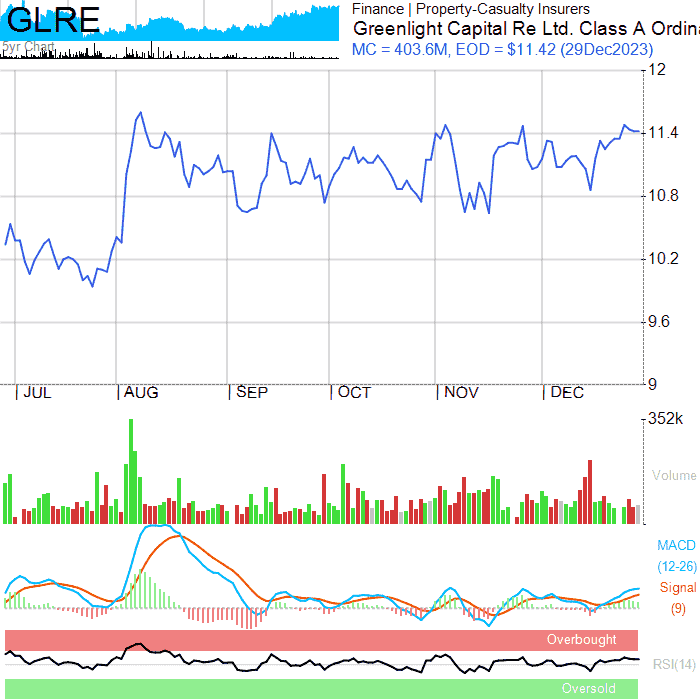 GLRE
5yr Chart
Finance | Property-Casualty Insurers
Greenlight Capital Re Ltd. Class A Ordina
MC = 403.6M, EOD = $11.42 (29Dec2023)
12
11.4
10.8
10.2
9.6
9
JUL AUG SEP OCT NOV DEC
352k
Volume
MACD
(12-26)
Signal
(9)
Overbought
RSI(14)
Oversold